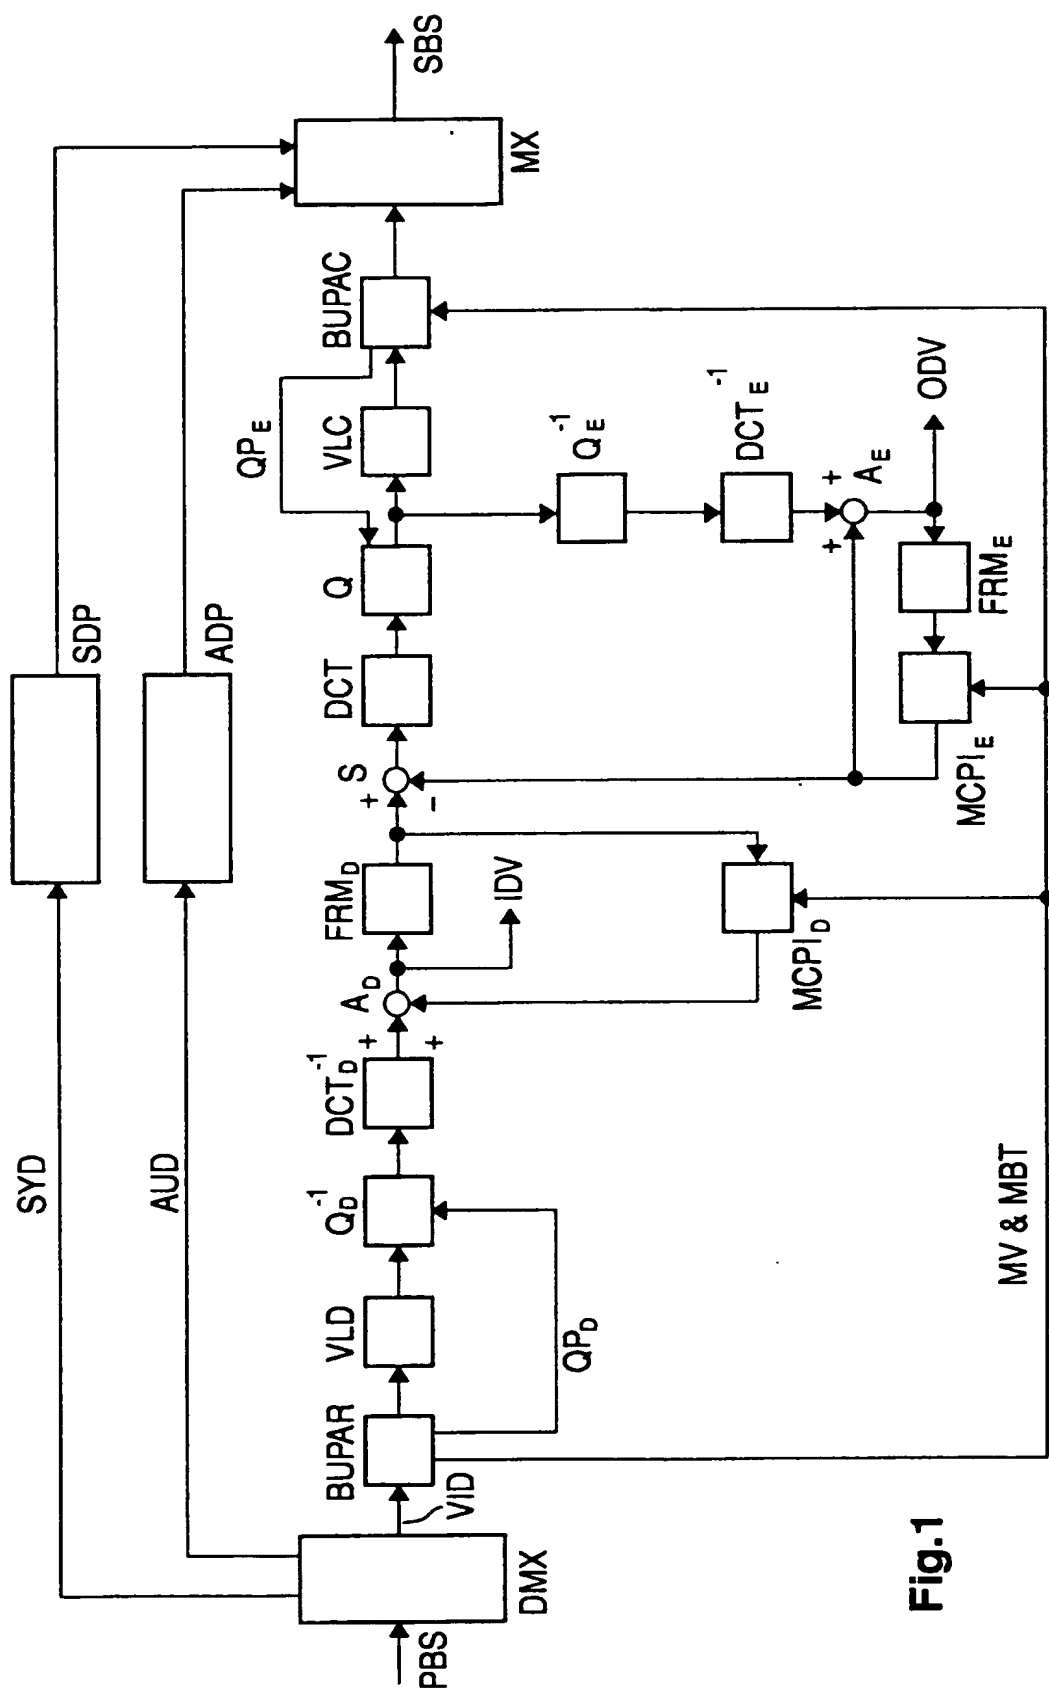 SYD
SDP
AUD
ADP
PBS
DMX
VID
BUPAR
VLD
Q_D^-1
DCT_D^-1
A_D
+
+
FRM_D
IDV
S
+
-
DCT
Q
QP_E
VLC
BUPAC
MX
SBS
QP_D
MCPI_D
Q_E^-1
DCT_E^-1
+
+
A_E
ODV
FRM_E
MCPI_E
MV & MBT
Fig.1